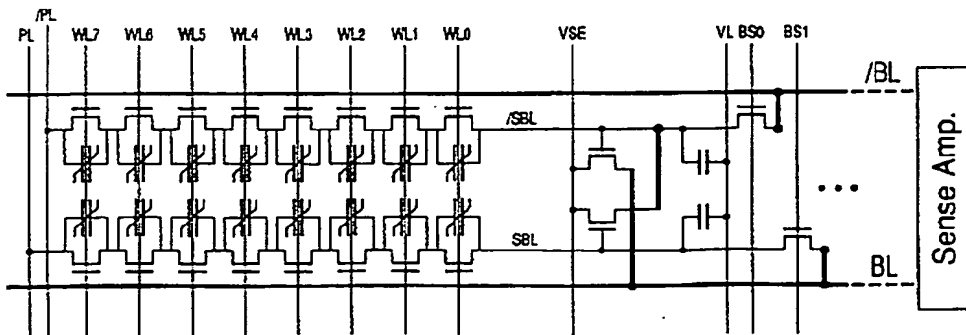 /PL
PL WL7 WL6 WL5 WL4 WL3 WL2 WL1 WL0 VSE VL BS0 BS1
/BL
/SBL
SBL
BL
Sense Amp.